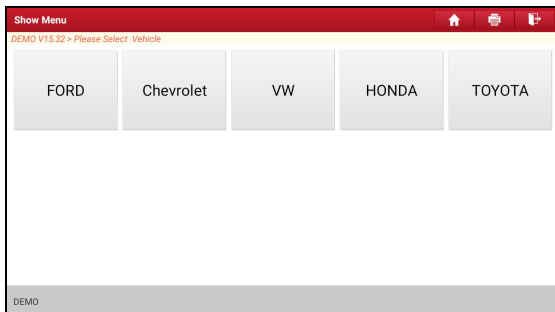 Show Menu
DEMO V15.32 > Please Select Vehicle
FORD Chevrolet VW HONDA TOYOTA
DEMO